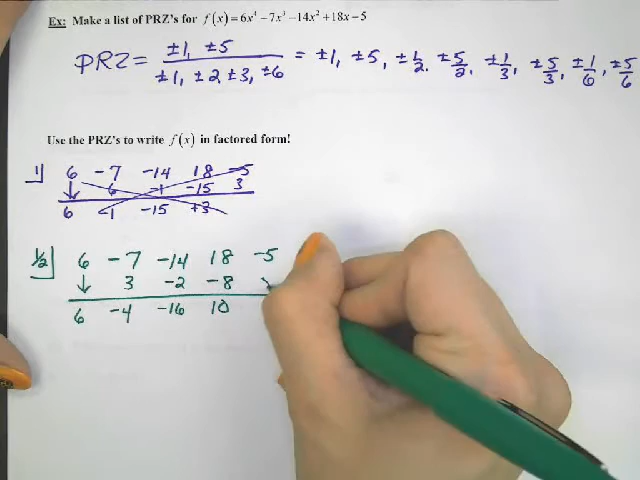 Ex: Make a list of PRZ's for f(x) = 6x⁴ − 7x³ − 14x² + 18x − 5
PRZ = ±1, ±5 / ±1, ±2 ±3, ±6 = ±1, ±5, ±1/2, ±5/2, ±1/3, ±5/3, ±1/6, ±5/6
Use the PRZ's to write f(x) in factored form!
1 6 −7 −14 18 −5
↓ 6 −1 −15 3
6 −1 −15 +3
1/2 6 −7 −14 18 −5
↓ 3 −2 −8
6 −4 −16 10